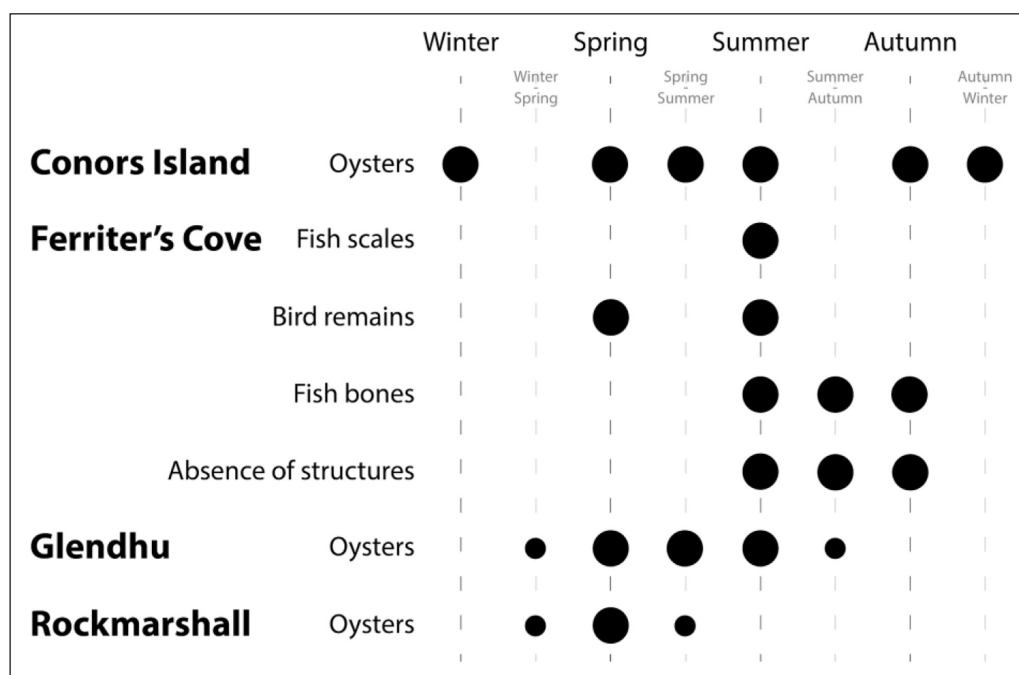 Winter Spring Summer Autumn
Winter Spring Summer Autumn
- - - -
Spring Summer Autumn Winter
Conors Island Oysters
Ferriter's Cove Fish scales
Bird remains
Fish bones
Absence of structures
Glendhu Oysters
Rockmarshall Oysters